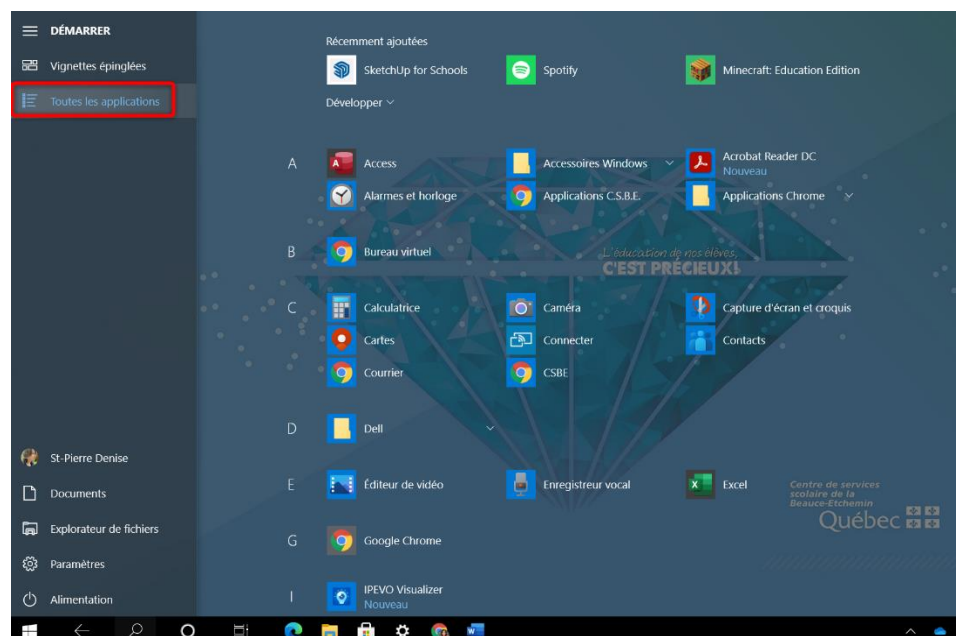 DÉMARRER
Vignettes épinglées
Toutes les applications
Récemment ajoutées
SketchUp for Schools
Spotify
Minecraft: Education Edition
Développer
A
Access
Accessoires Windows
Acrobat Reader DC
Nouveau
Alarmes et horloge
Applications C.S.B.E.
Applications Chrome
B
Bureau virtuel
L'éducation de nos élèves,
C'EST PRÉCIEUX!
C
Calculatrice
Caméra
Capture d'écran et croquis
Cartes
Connecter
Contacts
Courrier
CSBE
D
Dell
E
Éditeur de vidéo
Enregistreur vocal
Excel
Centre de services
scolaire de la
Beauce-Etchemin
Québec
G
Google Chrome
I
IPEVO Visualizer
Nouveau
St-Pierre Denise
Documents
Explorateur de fichiers
Paramètres
Alimentation